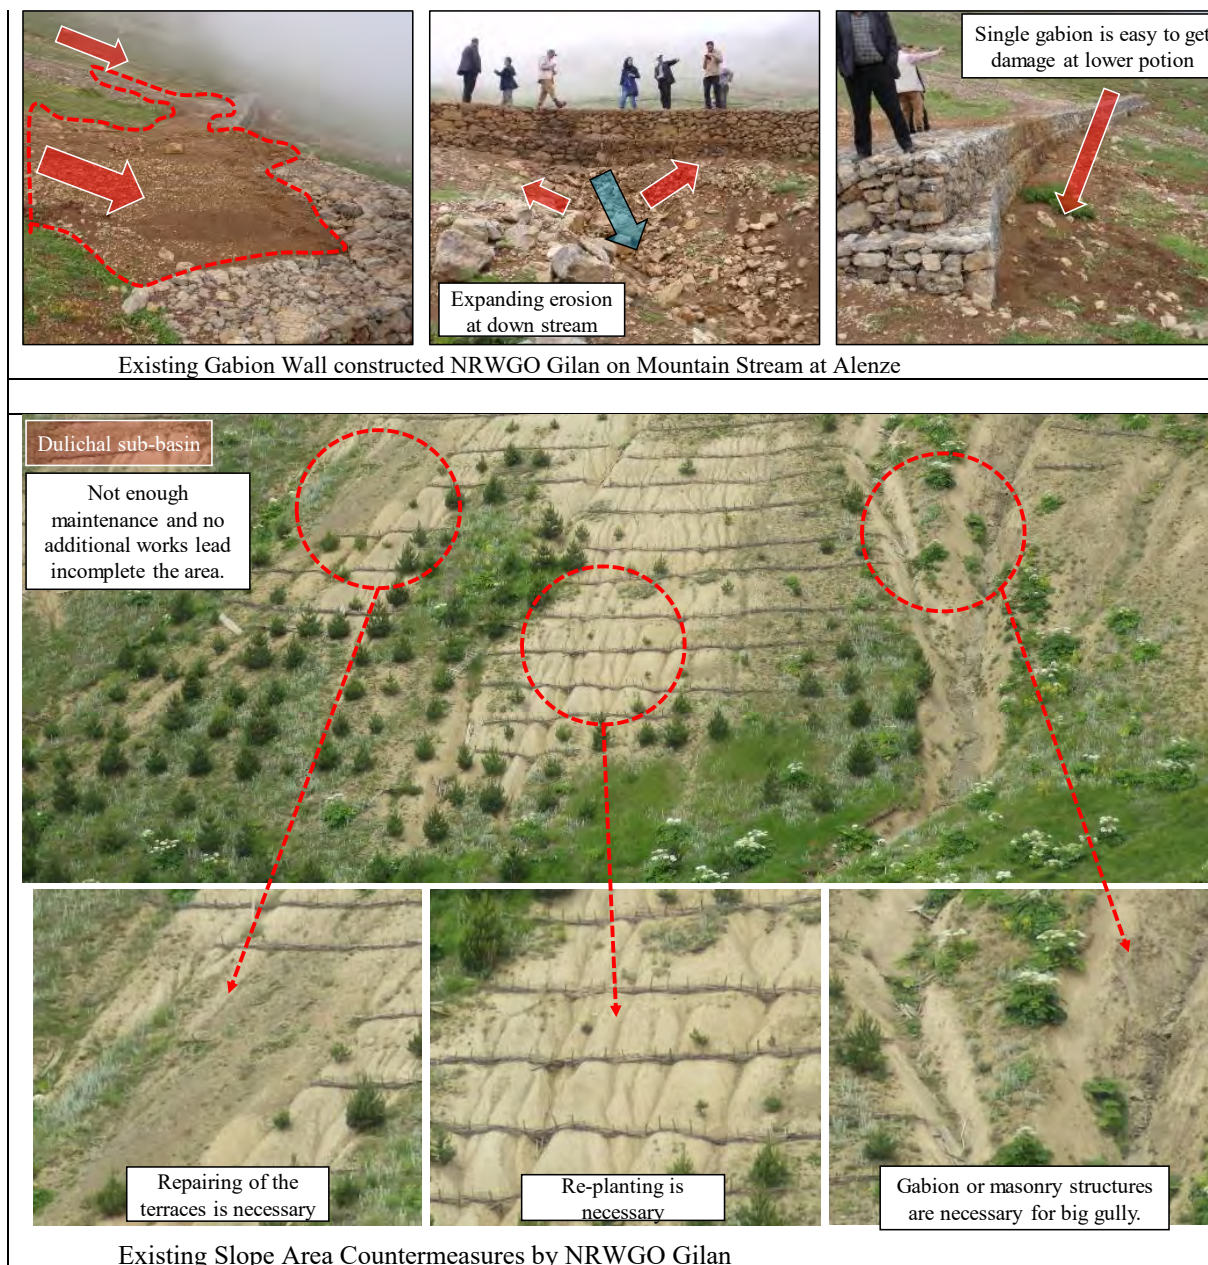 Single gabion is easy to get
damage at lower potion
Expanding erosion
at down stream
Existing Gabion Wall constructed NRWGO Gilan on Mountain Stream at Alenze
Dulichal sub-basin
Not enough
maintenance and no
additional works lead
incomplete the area.
Repairing of the
terraces is necessary
Re-planting is
necessary
Gabion or masonry structures
are necessary for big gully.
Existing Slope Area Countermeasures by NRWGO Gilan